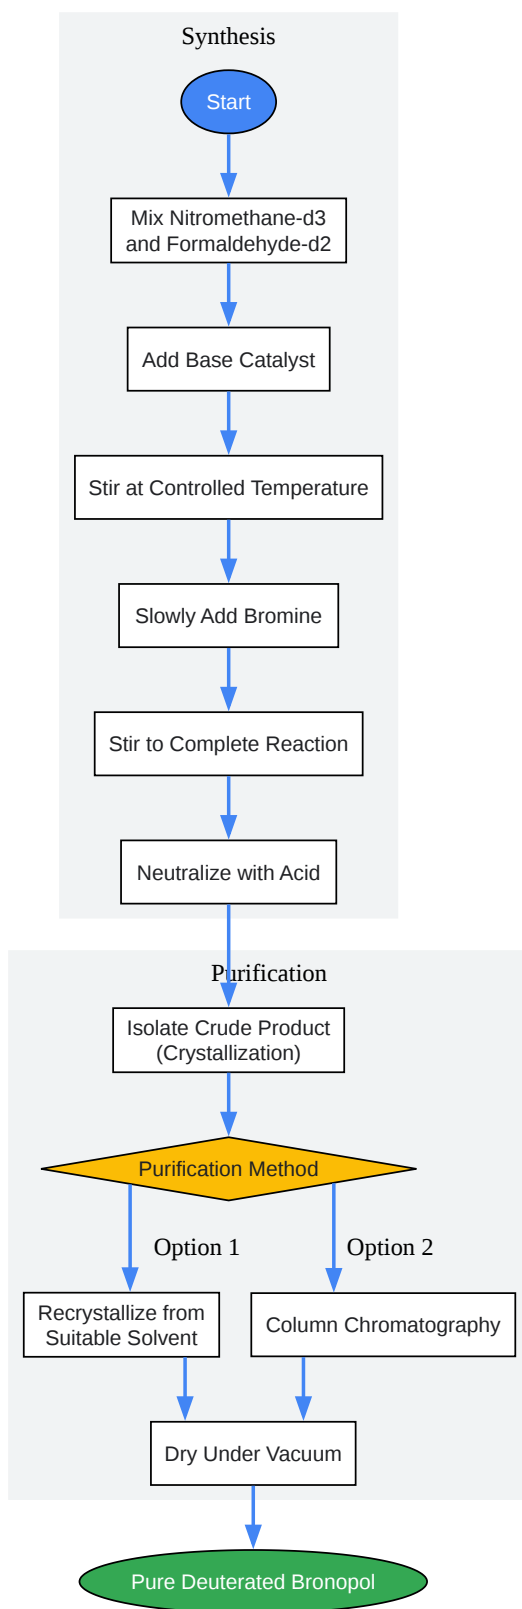 Synthesis
Start
Mix Nitromethane-d3
and Formaldehyde-d2
Add Base Catalyst
Stir at Controlled Temperature
Slowly Add Bromine
Stir to Complete Reaction
Neutralize with Acid
Purification
Isolate Crude Product
(Crystallization)
Purification Method
Option 1
Option 2
Recrystallize from
Suitable Solvent
Column Chromatography
Dry Under Vacuum
Pure Deuterated Bronopol